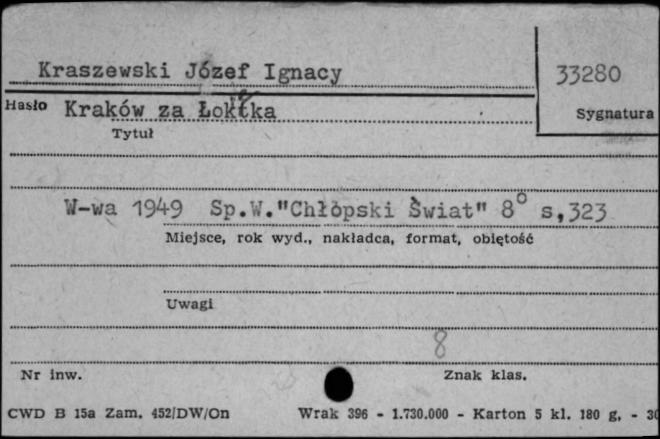 Kraszewski Józef Ignacy
33280
Hasło Kraków za Łoktka
Sygnatura
Tytuł
W-wa 1949 Sp.W."Chłopski Świat" 8° s,323
Miejsce, rok wyd., nakładca, format, objętość
Uwagi
8
Nr inw.
Znak klas.
CWD B 15a Zam. 452/DW/On Wrak 396 - 1.730.000 - Karton 5 kl. 180 g, - 30